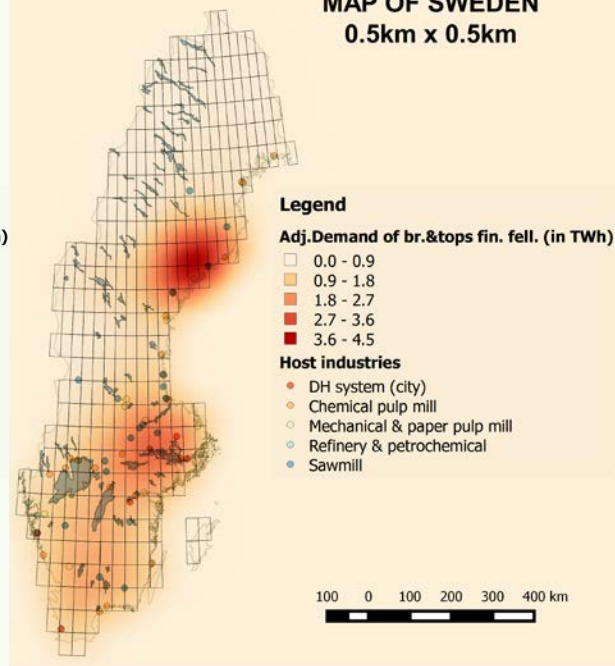 MAP OF SWEDEN
0.5km x 0.5km
)
Legend
Adj.Demand of br.&tops fin. fell. (in TWh)
0.0 - 0.9
0.9 - 1.8
1.8 - 2.7
2.7 - 3.6
3.6 - 4.5
Host industries
DH system (city)
Chemical pulp mill
Mechanical & paper pulp mill
Refinery & petrochemical
Sawmill
100 0 100 200 300 400 km